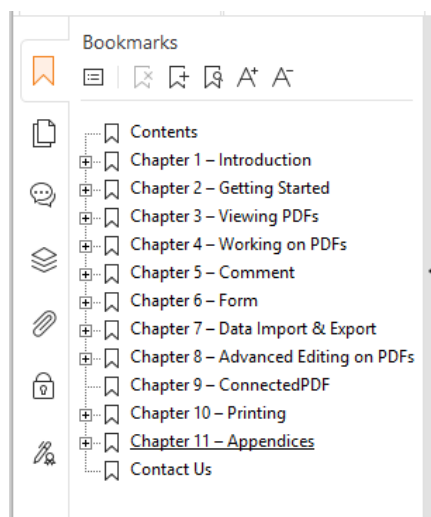 Bookmarks
Contents
Chapter 1 – Introduction
Chapter 2 – Getting Started
Chapter 3 – Viewing PDFs
Chapter 4 – Working on PDFs
Chapter 5 – Comment
Chapter 6 – Form
Chapter 7 – Data Import & Export
Chapter 8 – Advanced Editing on PDFs
Chapter 9 – ConnectedPDF
Chapter 10 – Printing
Chapter 11 – Appendices
Contact Us